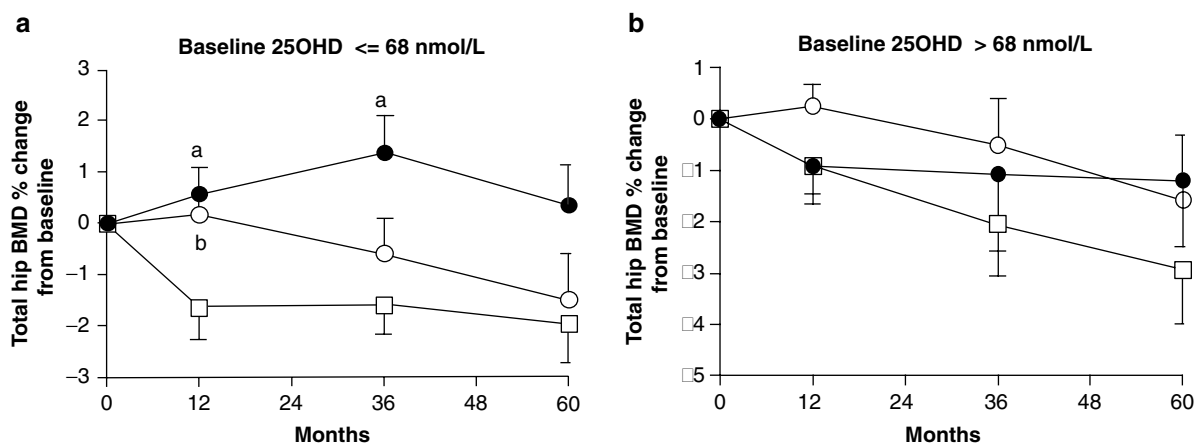 a
Baseline 25OHD <= 68 nmol/L
Total hip BMD % change
from baseline
3
2
1
0
−1
−2
−3
a
a
b
0 12 24 36 48 60
Months
b
Baseline 25OHD > 68 nmol/L
Total hip BMD % change
from baseline
1
0
□1
□2
□3
□4
□5
0 12 24 36 48 60
Months